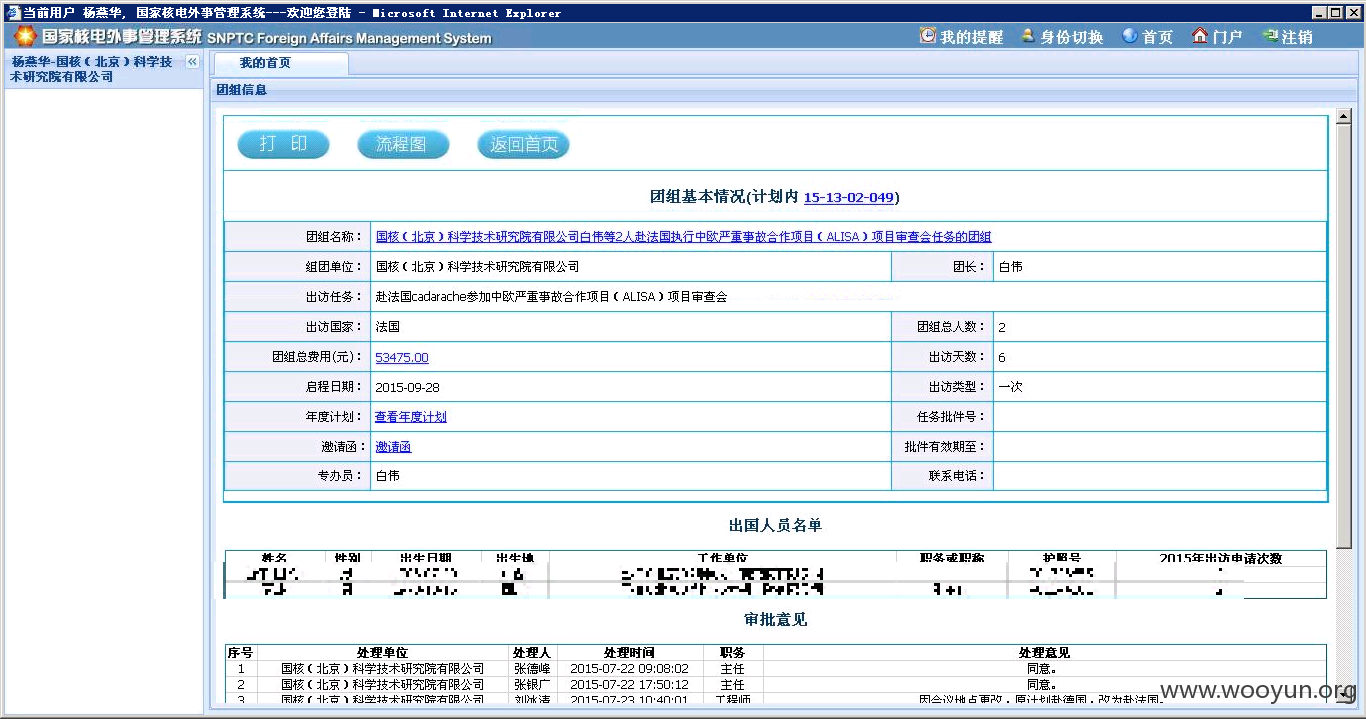 当前用户 杨燕华, 国家核电外事管理系统---欢迎您登陆 - Microsoft Internet Explorer
国家核电外事管理系统 SNPTC Foreign Affairs Management System
我的提醒 身份切换 首页 门户 注销
杨燕华-国核（北京）科学技术研究院有限公司
我的首页
团组信息
打 印 流程图 返回首页
团组基本情况(计划内 15-13-02-049)
团组名称： 国核（北京）科学技术研究院有限公司白伟等2人赴法国执行中欧严重事故合作项目（ALISA）项目审查会任务的团组
组团单位： 国核（北京）科学技术研究院有限公司 团长： 白伟
出访任务： 赴法国cadarache参加中欧严重事故合作项目（ALISA）项目审查会
出访国家： 法国 团组总人数： 2
团组总费用(元)： 53475.00 出访天数： 6
启程日期： 2015-09-28 出访类型： 一次
年度计划： 查看年度计划 任务批件号：
邀请函： 邀请函 批件有效期至：
专办员： 白伟 联系电话：
出国人员名单
姓名 性别 出生日期 出生地 工作单位 职务或职称 护照号 2015年出访申请次数
审批意见
序号 处理单位 处理人 处理时间 职务 处理意见
1 国核（北京）科学技术研究院有限公司 张德峰 2015-07-22 09:08:02 主任 同意。
2 国核（北京）科学技术研究院有限公司 张银广 2015-07-22 17:50:12 主任 同意。
3 国核（北京）科学技术研究院有限公司 刘冰清 2015-07-23 10:40:01 工程师 因会议地点更改，原计划赴德国，改为赴法国。
www.wooyun.org